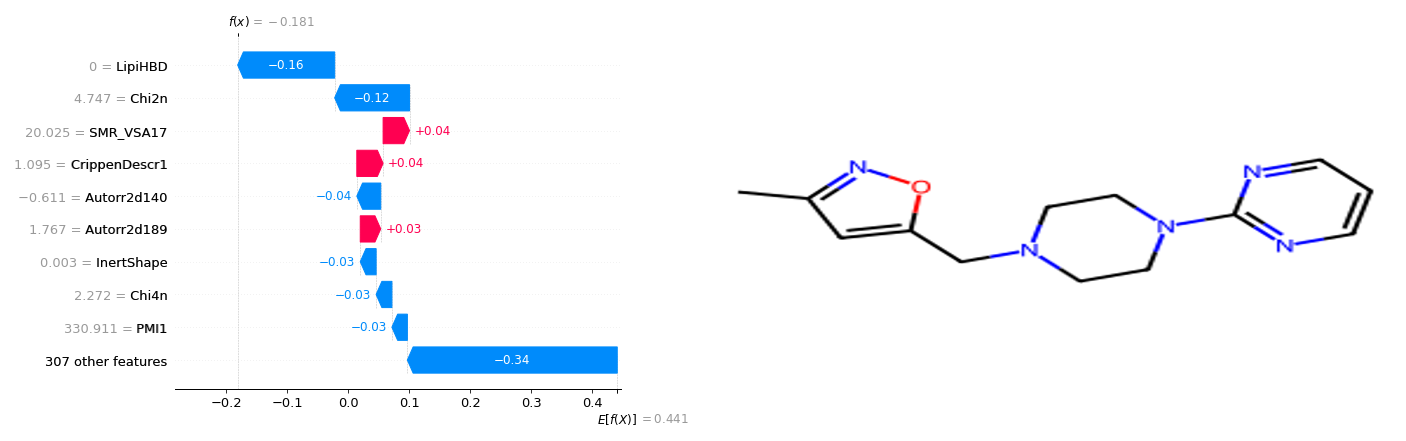 f(x) = −0.181
0 = LipiHBD −0.16
4.747 = Chi2n −0.12
20.025 = SMR_VSA17 +0.04
1.095 = CrippenDescr1 +0.04
−0.611 = Autorr2d140 −0.04
1.767 = Autorr2d189 +0.03
0.003 = InertShape −0.03
2.272 = Chi4n −0.03
330.911 = PMI1 −0.03
307 other features −0.34
−0.2 −0.1 0.0 0.1 0.2 0.3 0.4
E[f(X)] = 0.441
N O N N N N